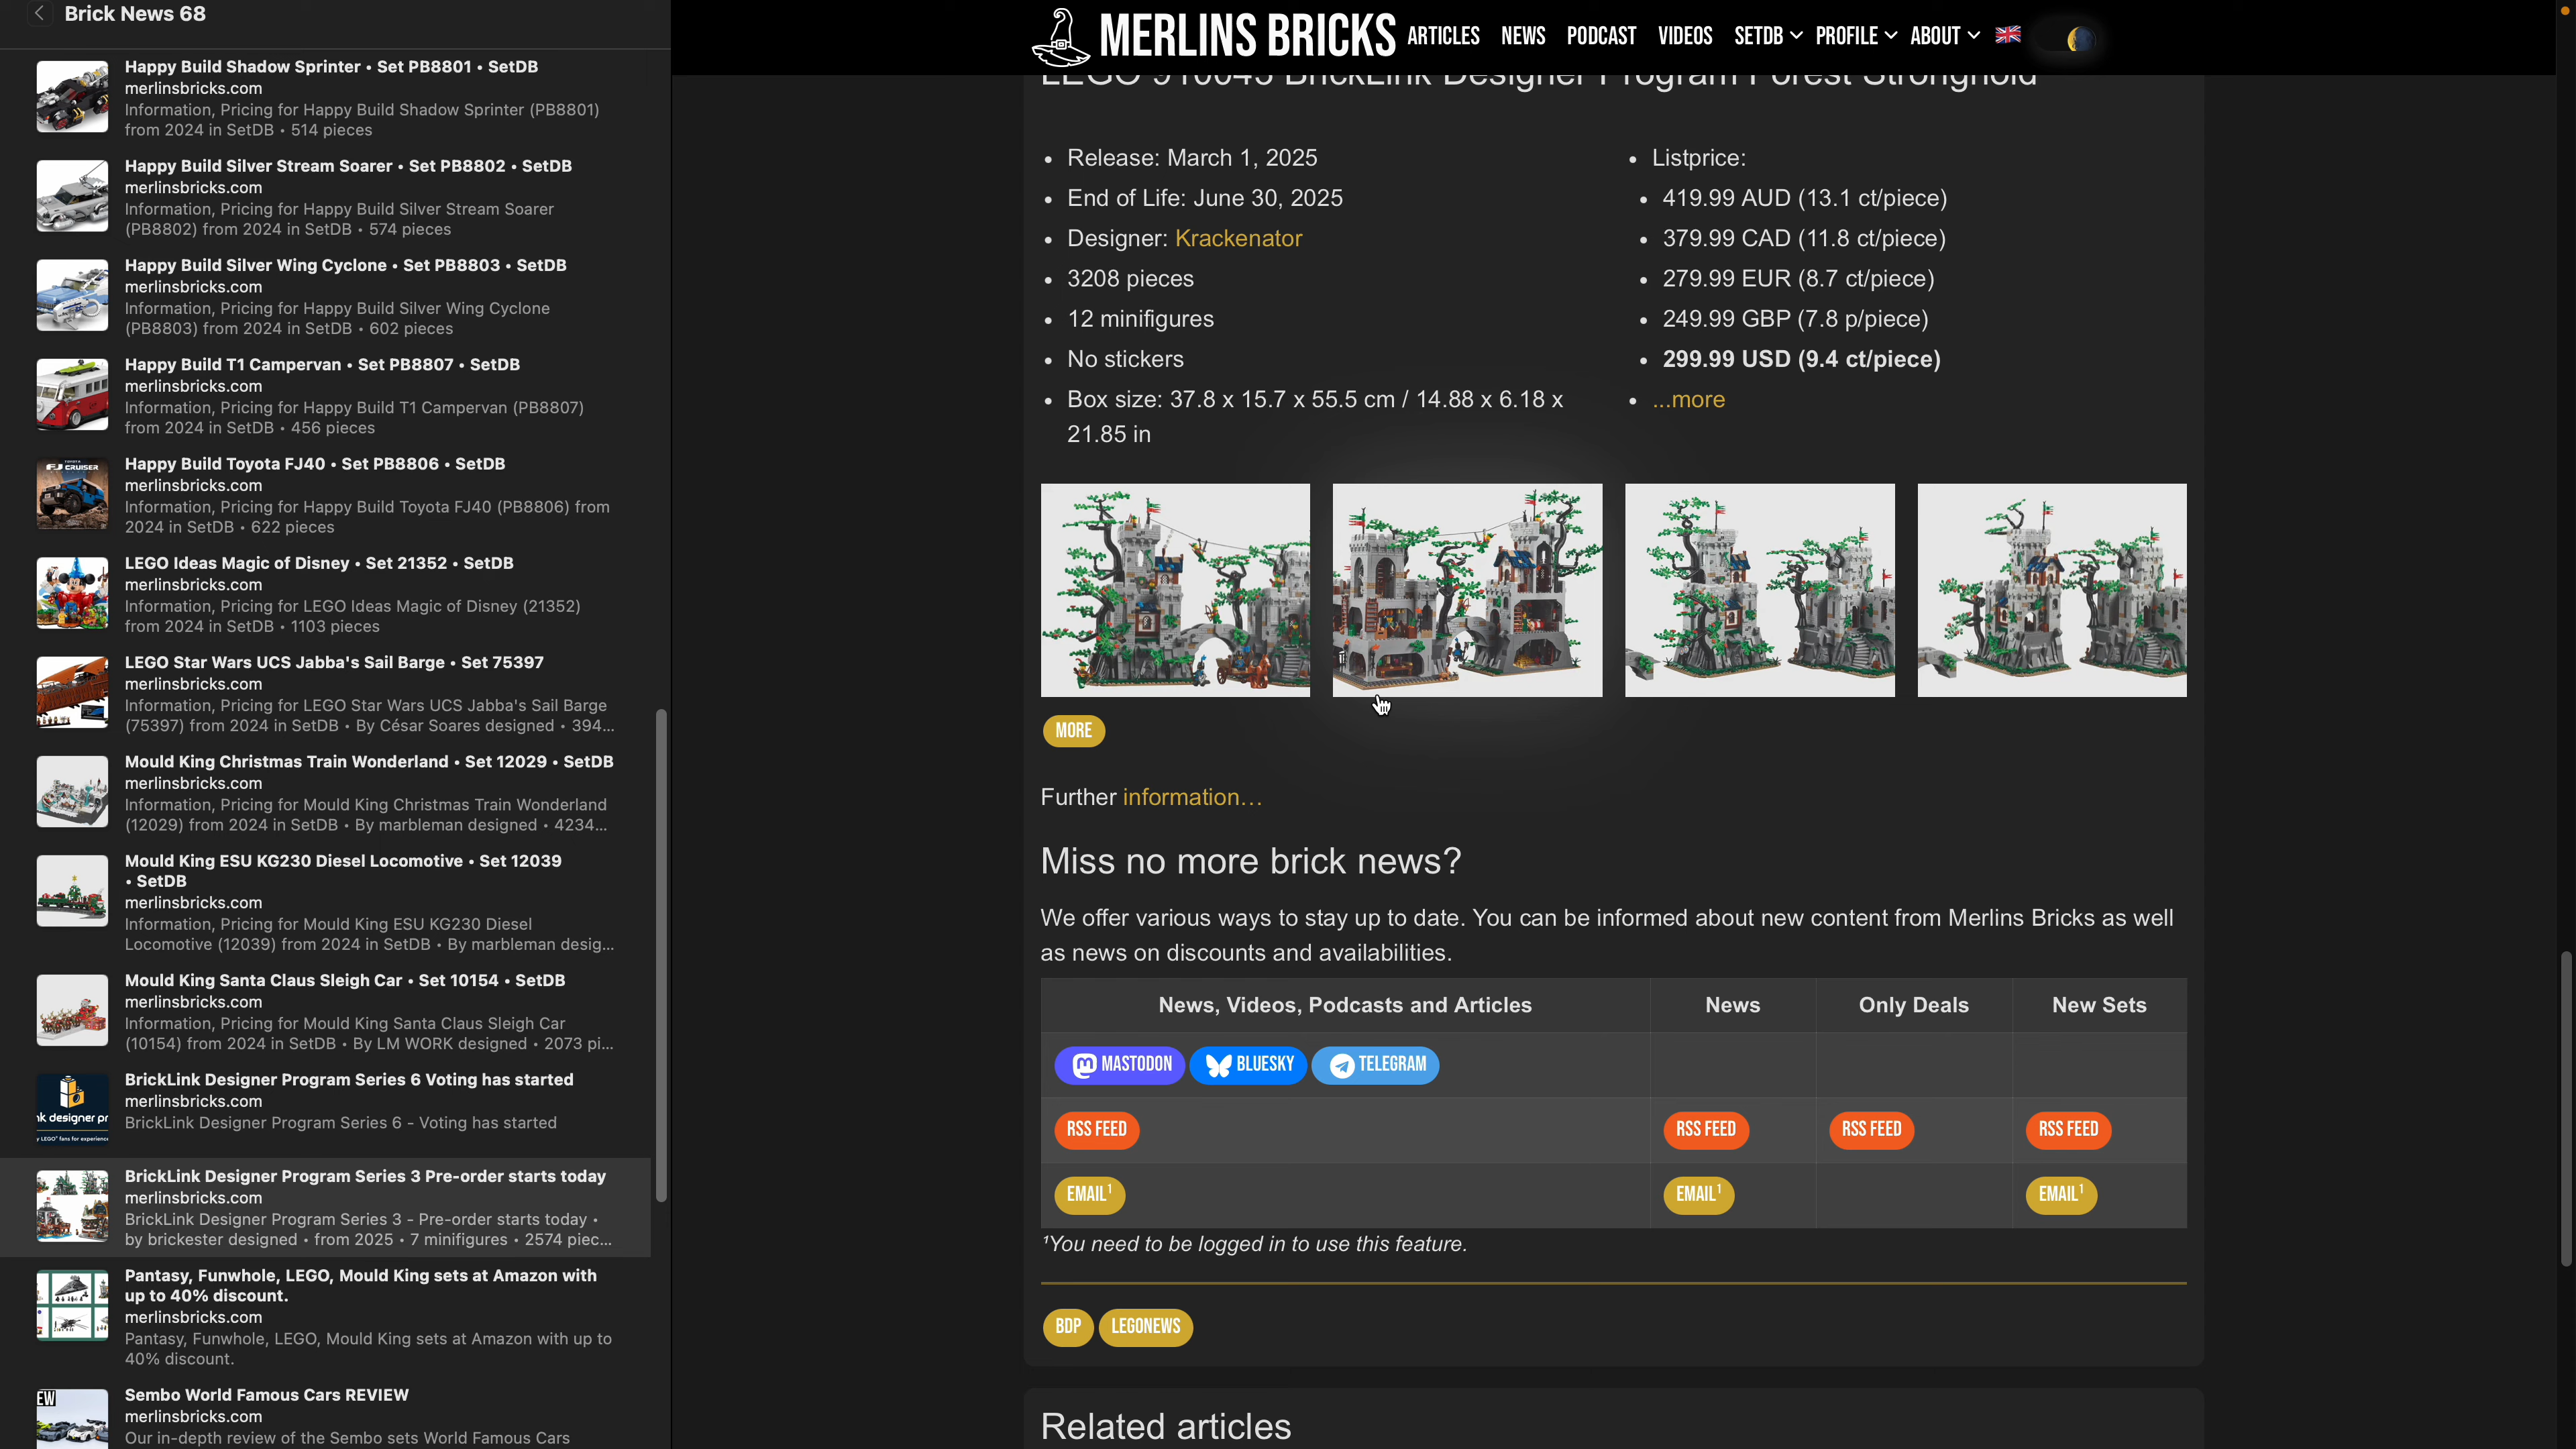 Brick News 68
Happy Build Shadow Sprinter • Set PB8801 • SetDB
merlinsbricks.com
Information, Pricing for Happy Build Shadow Sprinter (PB8801)
from 2024 in SetDB • 514 pieces
Happy Build Silver Stream Soarer • Set PB8802 • SetDB
merlinsbricks.com
Information, Pricing for Happy Build Silver Stream Soarer
(PB8802) from 2024 in SetDB • 574 pieces
Happy Build Silver Wing Cyclone • Set PB8803 • SetDB
merlinsbricks.com
Information, Pricing for Happy Build Silver Wing Cyclone
(PB8803) from 2024 in SetDB • 602 pieces
Happy Build T1 Campervan • Set PB8807 • SetDB
merlinsbricks.com
Information, Pricing for Happy Build T1 Campervan (PB8807)
from 2024 in SetDB • 456 pieces
FJ CRUISER
Happy Build Toyota FJ40 • Set PB8806 • SetDB
merlinsbricks.com
Information, Pricing for Happy Build Toyota FJ40 (PB8806) from
2024 in SetDB • 622 pieces
LEGO Ideas Magic of Disney • Set 21352 • SetDB
merlinsbricks.com
Information, Pricing for LEGO Ideas Magic of Disney (21352)
from 2024 in SetDB • 1103 pieces
LEGO Star Wars UCS Jabba's Sail Barge • Set 75397
merlinsbricks.com
Information, Pricing for LEGO Star Wars UCS Jabba's Sail Barge
(75397) from 2024 in SetDB • By César Soares designed • 394...
Mould King Christmas Train Wonderland • Set 12029 • SetDB
merlinsbricks.com
Information, Pricing for Mould King Christmas Train Wonderland
(12029) from 2024 in SetDB • By marbleman designed • 4234...
Mould King ESU KG230 Diesel Locomotive • Set 12039
• SetDB
merlinsbricks.com
Information, Pricing for Mould King ESU KG230 Diesel
Locomotive (12039) from 2024 in SetDB • By marbleman desig...
Mould King Santa Claus Sleigh Car • Set 10154 • SetDB
merlinsbricks.com
Information, Pricing for Mould King Santa Claus Sleigh Car
(10154) from 2024 in SetDB • By LM WORK designed • 2073 pi...
nk designer pr
y LEGO® fans for experience
BrickLink Designer Program Series 6 Voting has started
merlinsbricks.com
BrickLink Designer Program Series 6 - Voting has started
BrickLink Designer Program Series 3 Pre-order starts today
merlinsbricks.com
BrickLink Designer Program Series 3 - Pre-order starts today •
by brickester designed • from 2025 • 7 minifigures • 2574 piec...
Pantasy, Funwhole, LEGO, Mould King sets at Amazon with
up to 40% discount.
merlinsbricks.com
Pantasy, Funwhole, LEGO, Mould King sets at Amazon with up to
40% discount.
EW
Sembo World Famous Cars REVIEW
merlinsbricks.com
Our in-depth review of the Sembo sets World Famous Cars
MERLINS BRICKS ARTICLES NEWS PODCAST VIDEOS SETDB PROFILE ABOUT
LEGO 910045 BrickLink Designer Program Forest Stronghold
• Release: March 1, 2025
• End of Life: June 30, 2025
• Designer: Krackenator
• 3208 pieces
• 12 minifigures
• No stickers
• Box size: 37.8 x 15.7 x 55.5 cm / 14.88 x 6.18 x
21.85 in
• Listprice:
• 419.99 AUD (13.1 ct/piece)
• 379.99 CAD (11.8 ct/piece)
• 279.99 EUR (8.7 ct/piece)
• 249.99 GBP (7.8 p/piece)
• 299.99 USD (9.4 ct/piece)
• ...more
MORE
Further information...
Miss no more brick news?
We offer various ways to stay up to date. You can be informed about new content from Merlins Bricks as well
as news on discounts and availabilities.
News, Videos, Podcasts and Articles News Only Deals New Sets
MASTODON BLUESKY TELEGRAM
RSS FEED RSS FEED RSS FEED RSS FEED
EMAIL¹ EMAIL¹ EMAIL¹
¹You need to be logged in to use this feature.
BDP LEGONEWS
Related articles